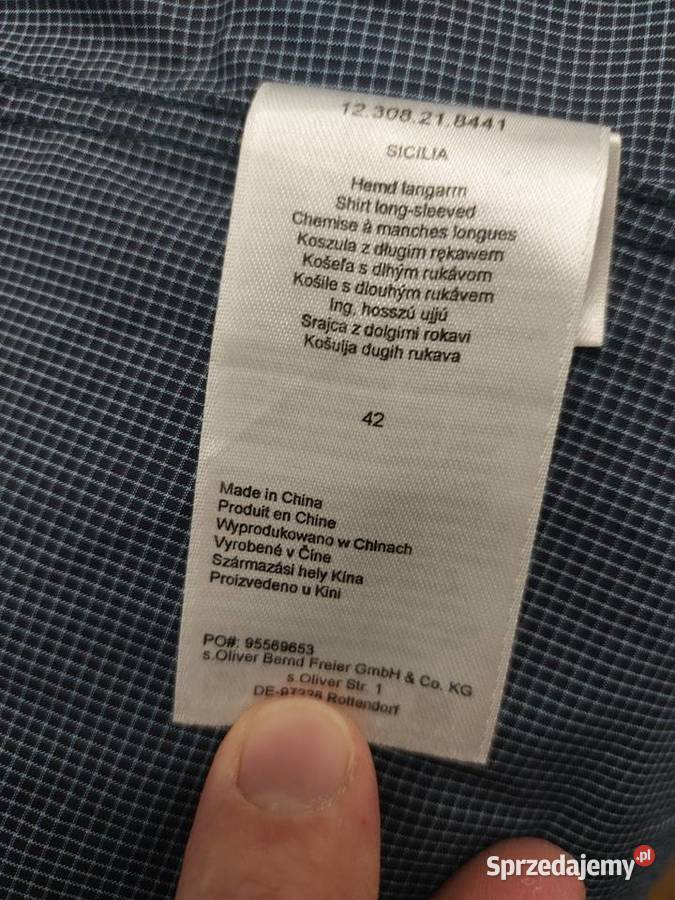 12.308.21.8441
SICILIA
Hemd langarm
Shirt long-sleeved
Chemise à manches longues
Koszula z długim rękawem
Košeľa s dlhým rukávom
Košile s dlouhým rukávem
Ing, hosszú ujjú
Srajca z dolgimi rokavi
Košulja dugih rukava
42
Made in China
Produit en Chine
Wyprodukowano w Chinach
Vyrobené v Číne
Származási hely Kína
Proizvedeno u Kini
PO#: 95569653
s.Oliver Bernd Freier GmbH & Co. KG
s.Oliver Str. 1
DE-97228 Rottendorf
Sprzedajemy.pl